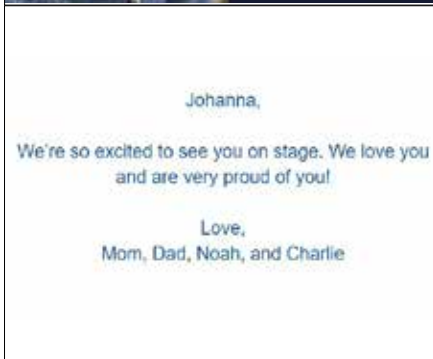 Johanna,
We're so excited to see you on stage. We love you
and are very proud of you!
Love,
Mom, Dad, Noah, and Charlie